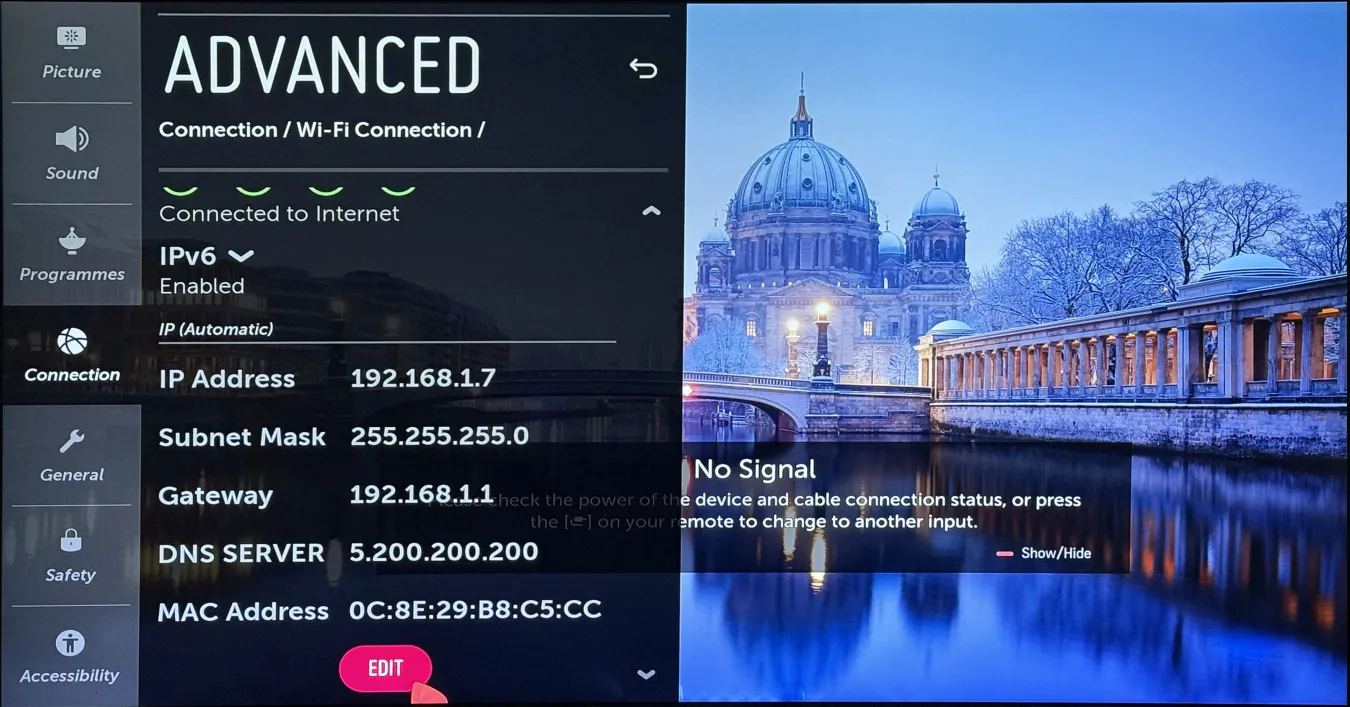 Picture
Sound
Programmes
Connection
General
Safety
Accessibility
ADVANCED
Connection / Wi-Fi Connection /
Connected to Internet
IPv6
Enabled
IP (Automatic)
IP Address 192.168.1.7
Subnet Mask 255.255.255.0
Gateway 192.168.1.1
DNS SERVER 5.200.200.200
MAC Address 0C:8E:29:B8:C5:CC
EDIT
No Signal
Please check the power of the device and cable connection status, or press
the [ ] on your remote to change to another input.
Show/Hide